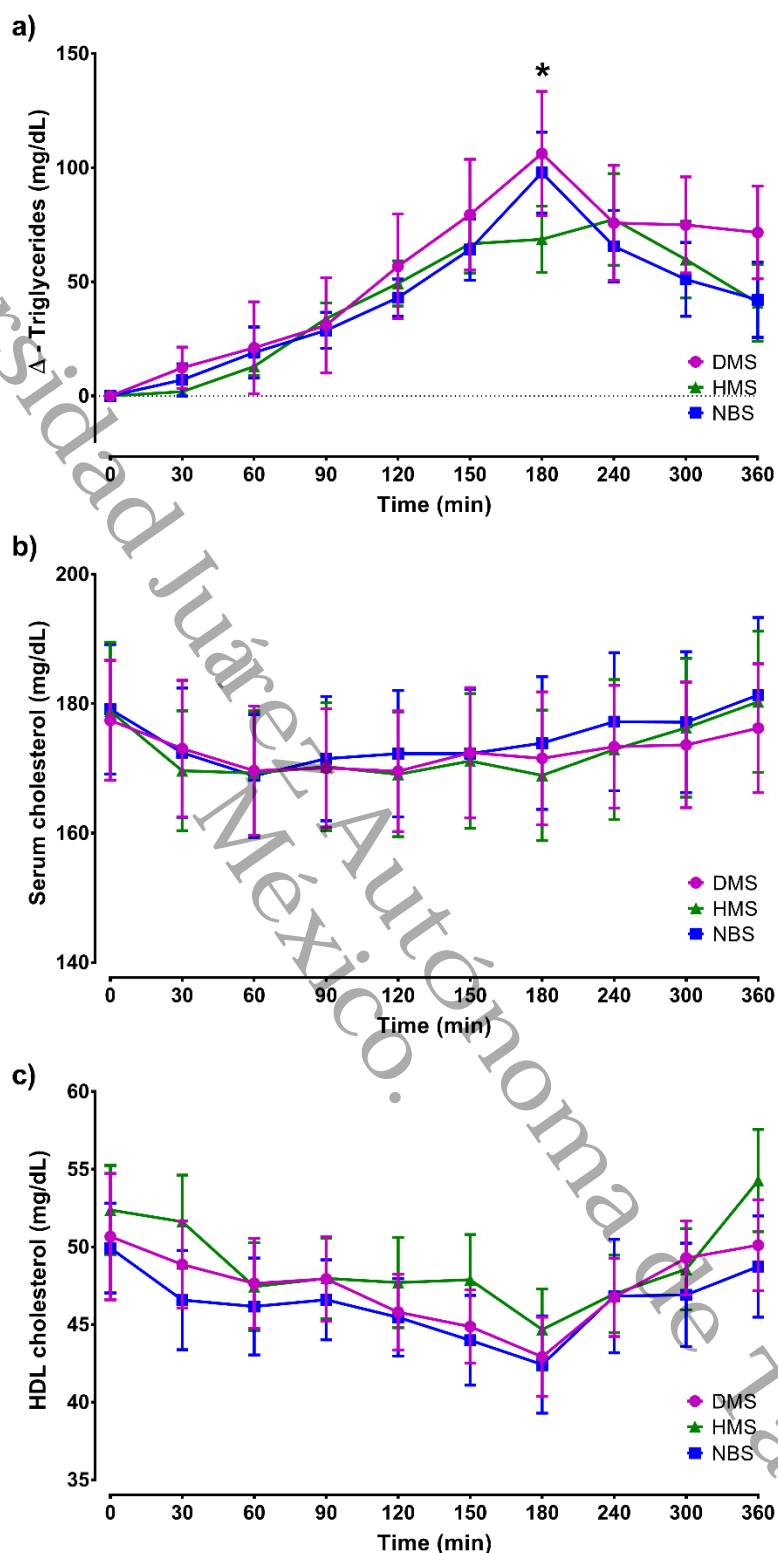 a)
*
150
100
50
0
Δ - Triglycerides (mg/dL)
DMS
HMS
NBS
0 30 60 90 120 150 180 240 300 360
Time (min)
b)
200
180
160
140
Serum cholesterol (mg/dL)
DMS
HMS
NBS
0 30 60 90 120 150 180 240 300 360
Time (min)
c)
60
55
50
45
40
35
HDL cholesterol (mg/dL)
DMS
HMS
NBS
0 30 60 90 120 150 180 240 300 360
Time (min)
Juárez Autónoma de
México.